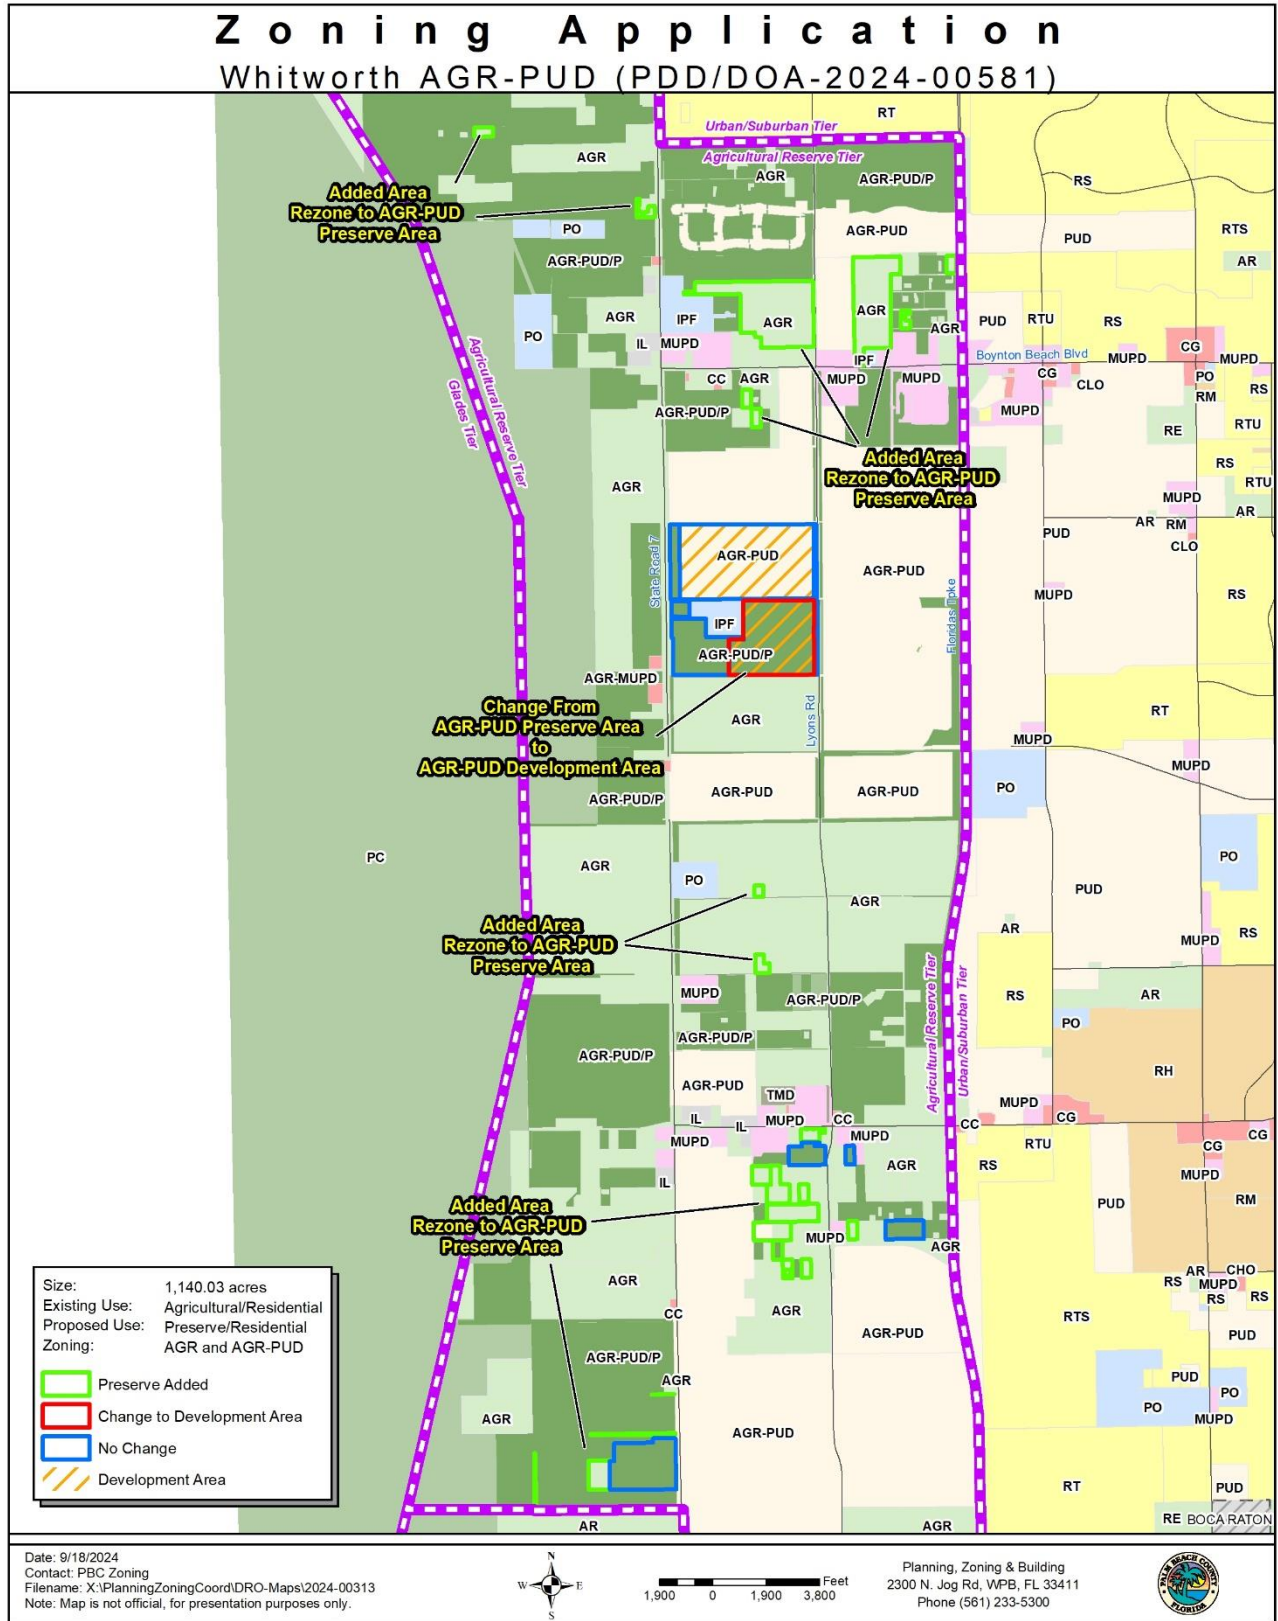 Zoning Application
Whitworth AGR-PUD (PDD/DOA-2024-00581)
RT
Urban/Suburban Tier
Agricultural Reserve Tier
AGR
AGR
AGR-PUD/P
RS
Added Area
Rezone to AGR-PUD
Preserve Area
PO
AGR-PUD
PUD
RTS
AR
AGR-PUD/P
AGR
IPF
AGR
AGR
AGR
PUD
RTU
RS
PO
IL
MUPD
IPF
Boynton Beach Blvd
MUPD
CG
MUPD
Agricultural Reserve Tier
Glades Tier
CC
AGR
MUPD
MUPD
CG
CLO
PO
RM
RS
AGR-PUD/P
MUPD
RE
RTU
Added Area
Rezone to AGR-PUD
Preserve Area
RS
RTU
AGR
MUPD
AR
PUD
AR
RM
CLO
State Road 7
AGR-PUD
AGR-PUD
Floridas Tpke
MUPD
RS
IPF
AGR-PUD/P
AGR-MUPD
Change From
AGR-PUD Preserve Area
to
AGR-PUD Development Area
AGR
Lyons Rd
RT
MUPD
MUPD
AGR-PUD/P
AGR-PUD
AGR-PUD
PO
PC
AGR
PO
AGR
PUD
PO
Added Area
Rezone to AGR-PUD
Preserve Area
AR
MUPD
RS
MUPD
AGR-PUD/P
Agricultural Reserve Tier
Urban/Suburban Tier
RS
AR
PO
AGR-PUD/P
AGR-PUD/P
AGR-PUD
TMD
RH
MUPD
CG
IL
IL
MUPD
CC
CC
MUPD
MUPD
AGR
RS
RTU
CG
CG
MUPD
IL
PUD
RM
Added Area
Rezone to AGR-PUD
Preserve Area
MUPD
AGR
AR
CHO
RS
MUPD
RS
RS
AGR
CC
AGR
AGR-PUD
RTS
PUD
AGR-PUD/P
AGR
PUD
PO
PO
MUPD
AGR
AGR-PUD
RT
PUD
AR
AGR
RE
BOCA RATON
Size: 1,140.03 acres
Existing Use: Agricultural/Residential
Proposed Use: Preserve/Residential
Zoning: AGR and AGR-PUD
Preserve Added
Change to Development Area
No Change
Development Area
Date: 9/18/2024
Contact: PBC Zoning
Filename: X:\PlanningZoningCoord\DRO-Maps\2024-00313
Note: Map is not official, for presentation purposes only.
N
W
E
S
Feet
1,900 0 1,900 3,800
Planning, Zoning & Building
2300 N. Jog Rd, WPB, FL 33411
Phone (561) 233-5300
PALM BEACH COUNTY
FLORIDA